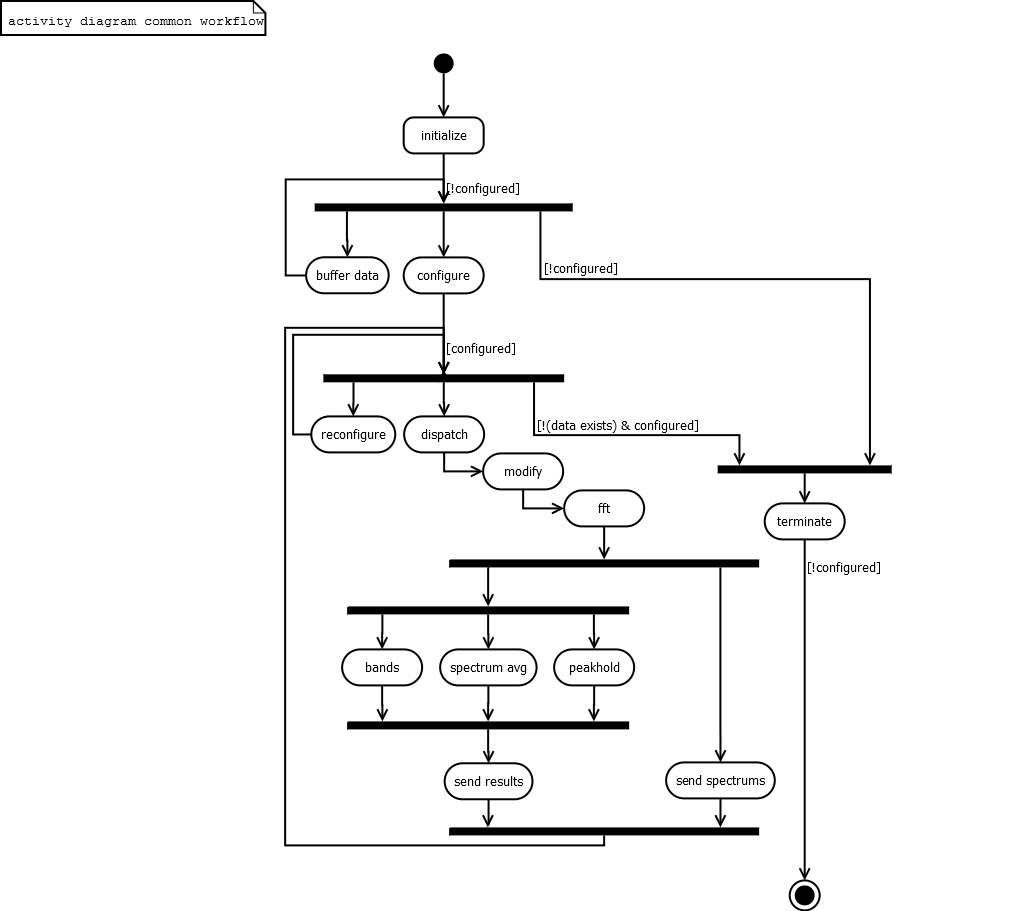 activity diagram common workflow
initialize
[!configured]
buffer data
configure
[!configured]
[configured]
reconfigure
dispatch
[!(data exists) & configured]
modify
fft
terminate
[!configured]
bands
spectrum avg
peakhold
send results
send spectrums